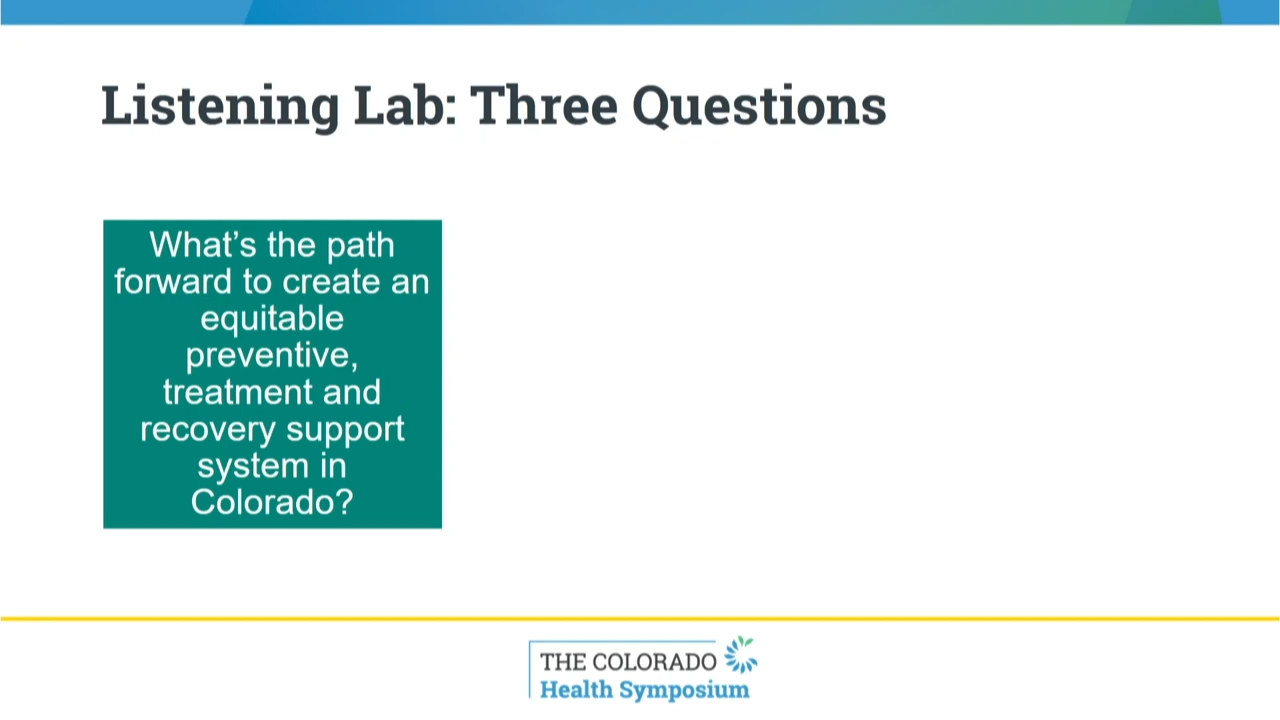 Listening Lab: Three Questions
What’s the path
forward to create an
equitable
preventive,
treatment and
recovery support
system in
Colorado?
THE COLORADO
Health Symposium